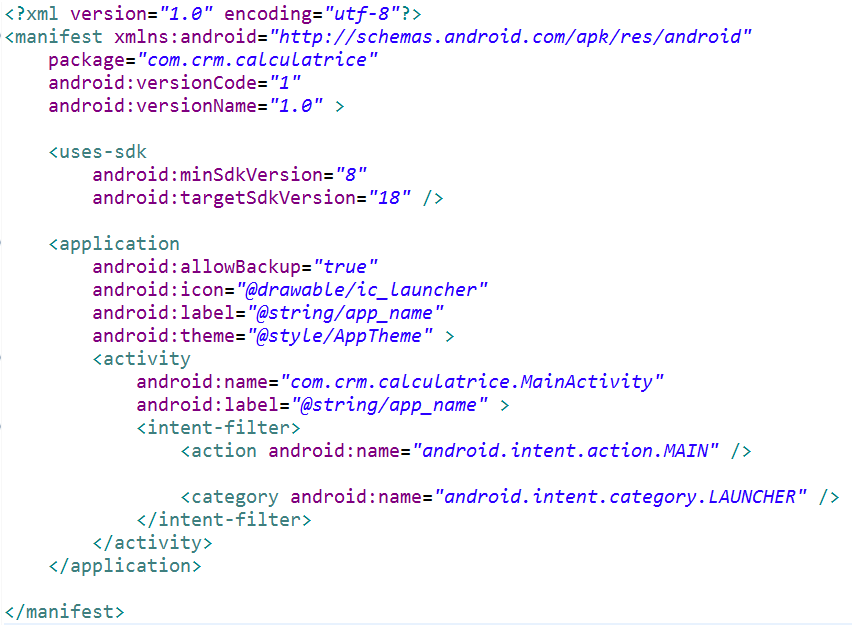 <?xml version="1.0" encoding="utf-8"?>
<manifest xmlns:android="http://schemas.android.com/apk/res/android"
    package="com.crm.calculatrice"
    android:versionCode="1"
    android:versionName="1.0" >

    <uses-sdk
        android:minSdkVersion="8"
        android:targetSdkVersion="18" />

    <application
        android:allowBackup="true"
        android:icon="@drawable/ic_launcher"
        android:label="@string/app_name"
        android:theme="@style/AppTheme" >
        <activity
            android:name="com.crm.calculatrice.MainActivity"
            android:label="@string/app_name" >
            <intent-filter>
                <action android:name="android.intent.action.MAIN" />

                <category android:name="android.intent.category.LAUNCHER" />
            </intent-filter>
        </activity>
    </application>

</manifest>